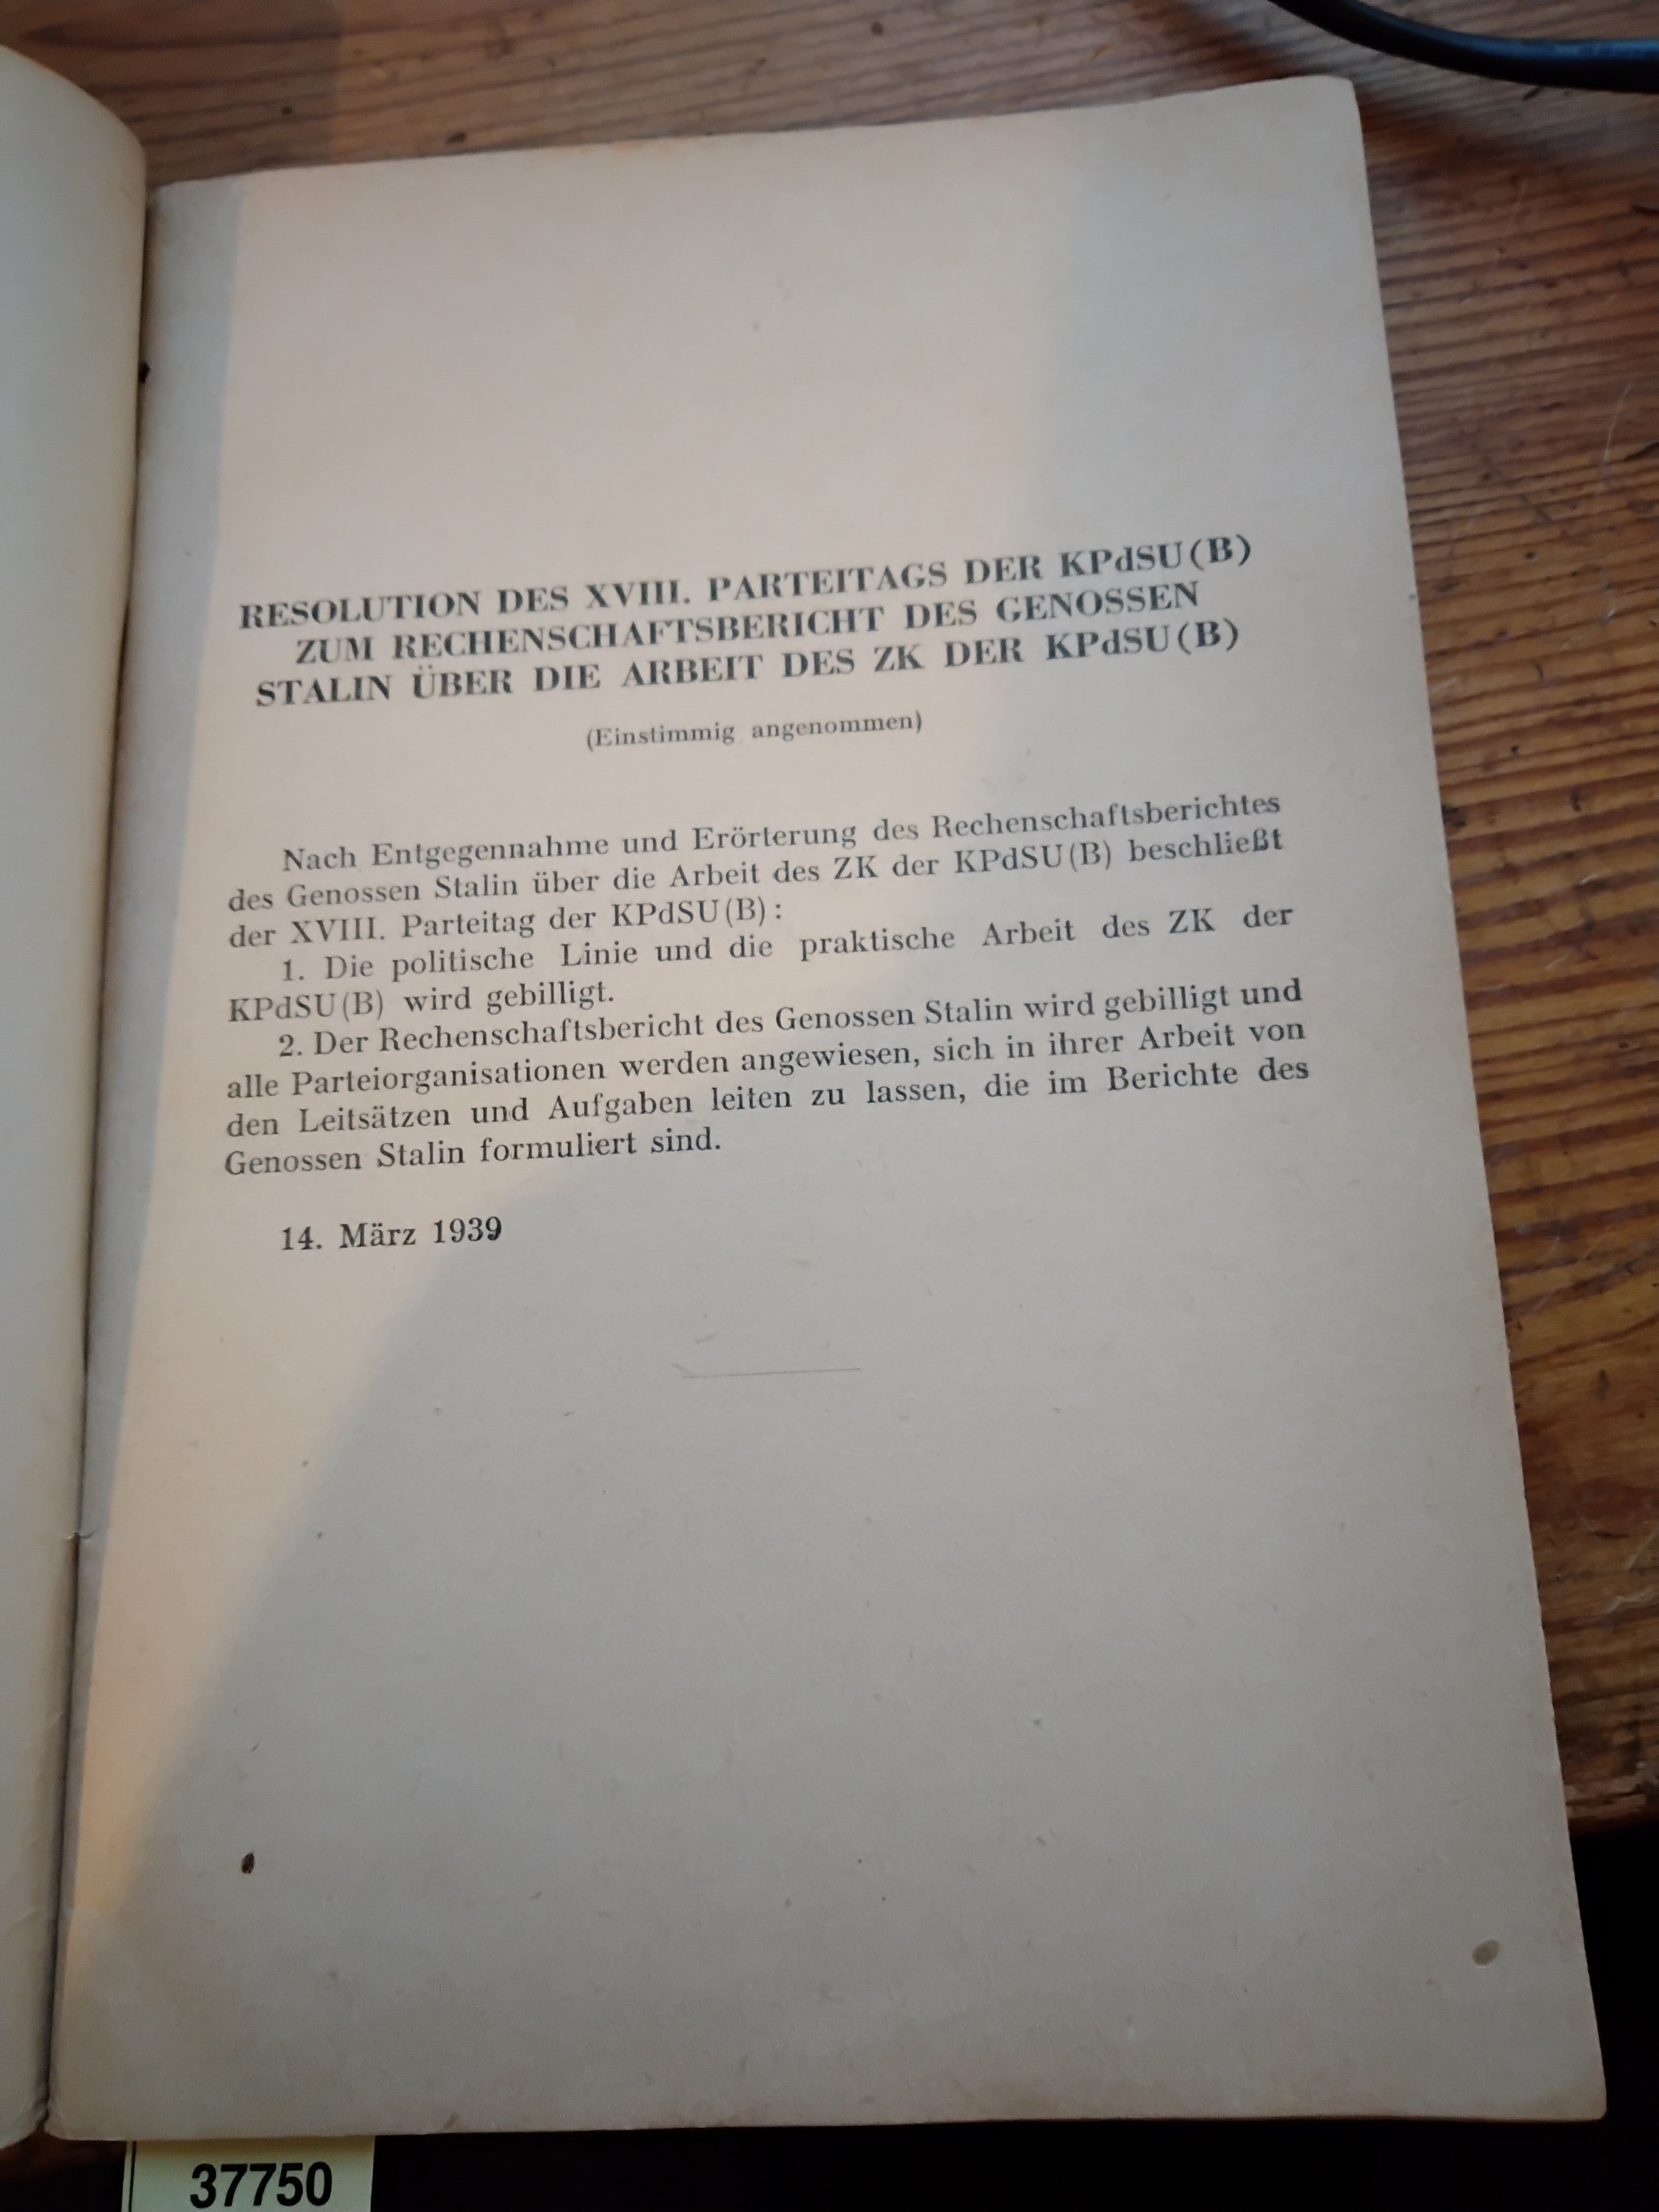 RESOLUTION DES XVIII. PARTEITAGS DER KPdSU(B)
ZUM RECHENSCHAFTSBERICHT DES GENOSSEN
STALIN ÜBER DIE ARBEIT DES ZK DER KPdSU(B)
(Einstimmig angenommen)
Nach Entgegennahme und Erörterung des Rechenschaftsberichtes
des Genossen Stalin über die Arbeit des ZK der KPdSU(B) beschließt
der XVIII. Parteitag der KPdSU(B):
1. Die politische Linie und die praktische Arbeit des ZK der
KPdSU(B) wird gebilligt.
2. Der Rechenschaftsbericht des Genossen Stalin wird gebilligt und
alle Parteiorganisationen werden angewiesen, sich in ihrer Arbeit von
den Leitsätzen und Aufgaben leiten zu lassen, die im Berichte des
Genossen Stalin formuliert sind.
14. März 1939
37750